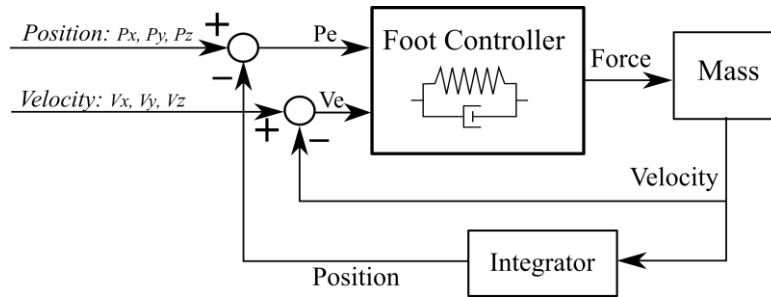 Position: Px, Py, Pz
+
Pe
Foot Controller
Force
Mass
−
Velocity: Vx, Vy, Vz
+
Ve
−
Velocity
Position
Integrator